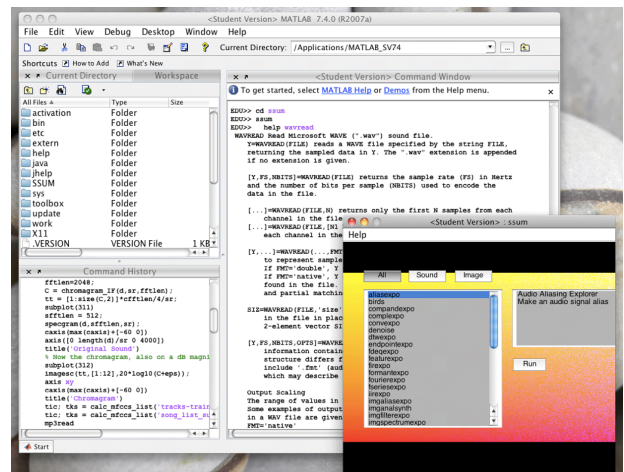 <Student Version> MATLAB 7.4.0 (R2007a)
File Edit View Debug Desktop Window Help
Current Directory: /Applications/MATLAB_SV74
Shortcuts How to Add What's New
Current Directory Workspace
All Files Type Size
activation Folder
bin Folder
etc Folder
extern Folder
help Folder
java Folder
jhelp Folder
SSUM Folder
sys Folder
toolbox Folder
update Folder
work Folder
X11 Folder
.VERSION VERSION File 1 KB
Command History
fftlen=2048;
C = chromagram_IF(d,sr,fftlen);
tt = [1:size(C,2)]*cfftlen/4/sr;
subplot(311)
sfftlen = 512;
specgram(d,sfftlen,sr);
caxis(max(caxis)+[-60 0])
axis([0 length(d)/sr 0 4000])
title('Original Sound')
% Now the chromagram, also on a dB magni
subplot(312)
imagesc(tt,[1:12],20*log10(C+eps));
axis xy
caxis(max(caxis)+[-60 0])
title('Chromagram')
tic; tks = calc_mfccs_list('tracks-train
tic; tks = calc_mfccs_list('song_list_su
mp3read
Start
<Student Version> Command Window
To get started, select MATLAB Help or Demos from the Help menu.
EDU>> cd ssum
EDU>> ssum
EDU>> help wavread
WAVREAD Read Microsoft WAVE (".wav") sound file.
Y=WAVREAD(FILE) reads a WAVE file specified by the string FILE,
returning the sampled data in Y. The ".wav" extension is appended
if no extension is given.
[Y,FS,NBITS]=WAVREAD(FILE) returns the sample rate (FS) in Hertz
and the number of bits per sample (NBITS) used to encode the
data in the file.
[...]=WAVREAD(FILE,N) returns only the first N samples from each
channel in the file
[...]=WAVREAD(FILE,[N1
each channel in the
[Y,...]=WAVREAD(...,FMT
to represent sample
If FMT='double', Y
If FMT='native', Y
found in the file.
and partial matchin
SIZ=WAVREAD(FILE,'size'
in the file in plac
2-element vector SI
[Y,FS,NBITS,OPTS]=WAVRE
information contain
structure differs f
include '.fmt' (aud
which may describe
Output Scaling
The range of values in
Some examples of output
in a WAV file are given
FMT='native'
<Student Version> : ssum
Help
All Sound Image
aliasexpo
birds
compandexpo
complexpo
convexpo
denoise
dtwexpo
endpointexpo
fdeqexpo
featurexpo
firexpo
formantexpo
fourierexpo
fseriesexpo
iirexpo
imgaliasexpo
imganalsynth
imgfilterexpo
imgspectrumexpo
Audio Aliasing Explorer
Make an audio signal alias
Run